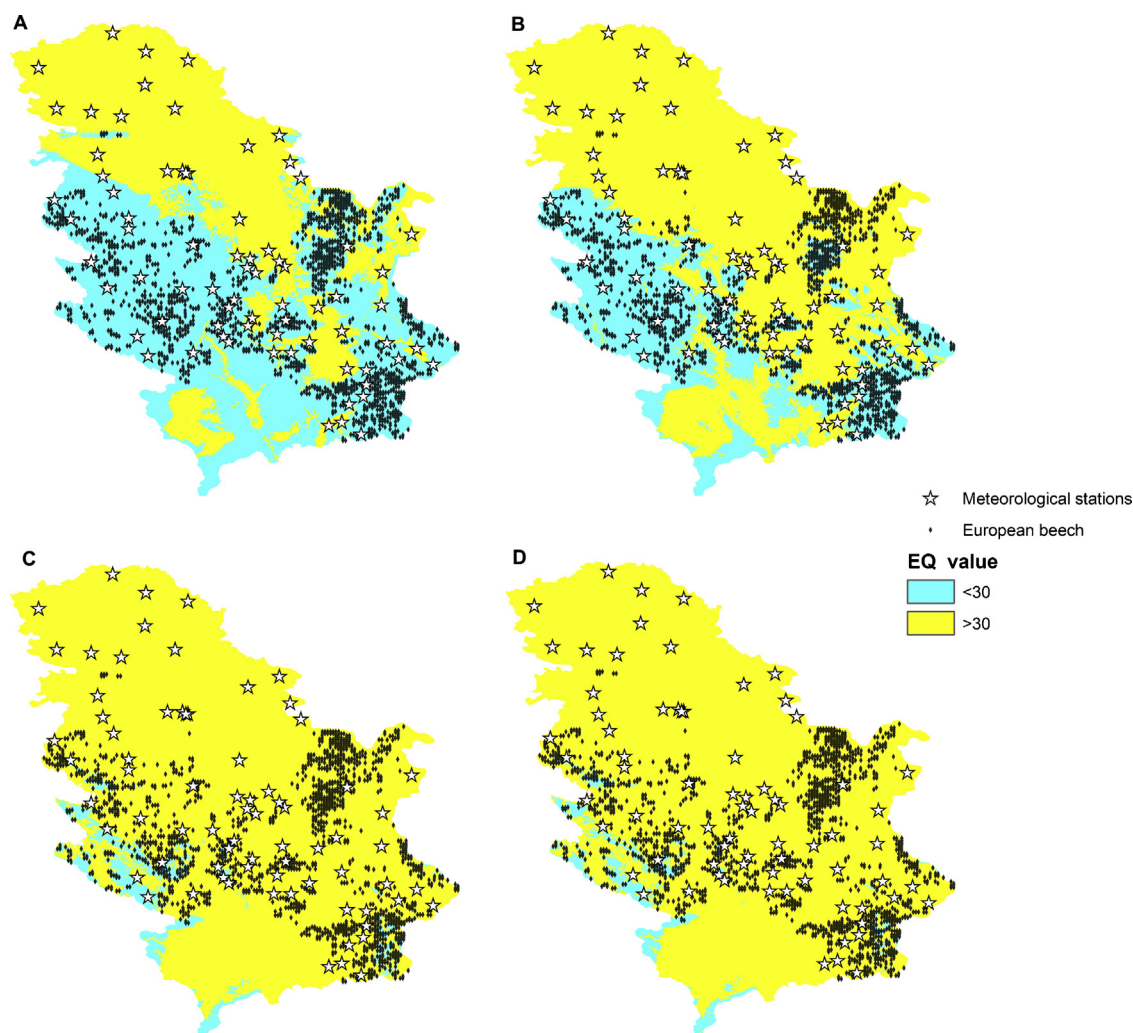 A
B
Meteorological stations
European beech
C
D
EQ value
<30
>30